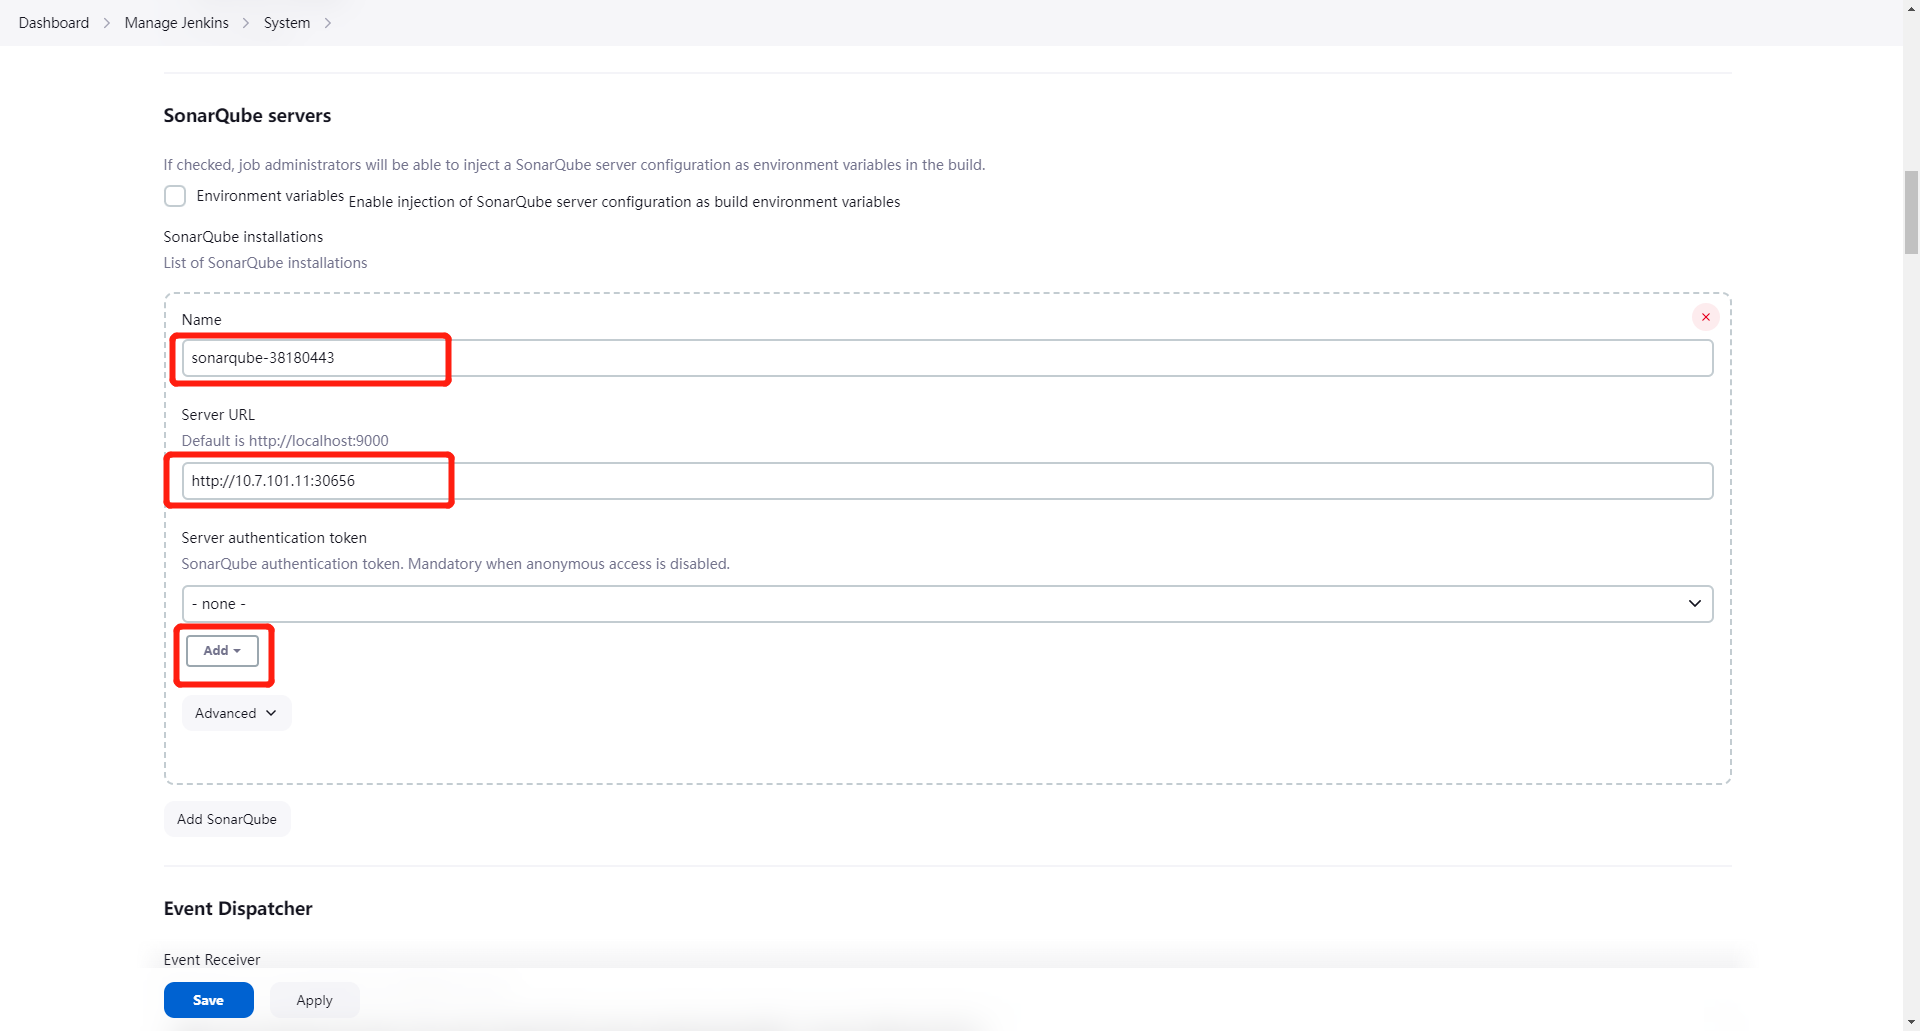 Dashboard > Manage Jenkins > System >
SonarQube servers
If checked, job administrators will be able to inject a SonarQube server configuration as environment variables in the build.
Environment variables Enable injection of SonarQube server configuration as build environment variables
SonarQube installations
List of SonarQube installations
Name
sonarqube-38180443
Server URL
Default is http://localhost:9000
http://10.7.101.11:30656
Server authentication token
SonarQube authentication token. Mandatory when anonymous access is disabled.
- none -
Add
Advanced
Add SonarQube
Event Dispatcher
Event Receiver
Save Apply